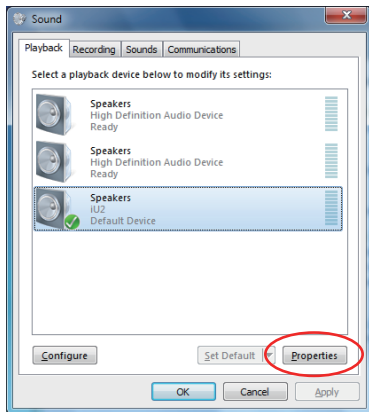 Sound
Playback Recording Sounds Communications
Select a playback device below to modify its settings:
Speakers
High Definition Audio Device
Ready
Speakers
High Definition Audio Device
Ready
Speakers
iU2
Default Device
Configure Set Default Properties
OK Cancel Apply